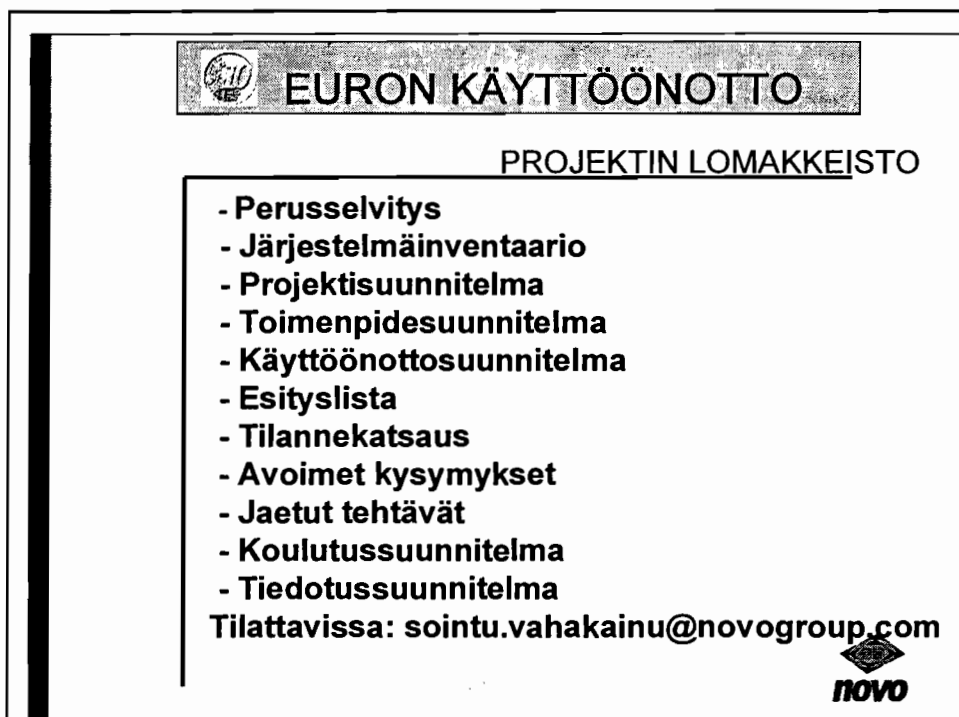 EURON KÄYTTÖÖNOTTO
PROJEKTIN LOMAKKEISTO
- Perusselvitys
- Järjestelmäinventaario
- Projektisuunnitelma
- Toimenpidesuunnitelma
- Käyttöönottosuunnitelma
- Esityslista
- Tilannekatsaus
- Avoimet kysymykset
- Jaetut tehtävät
- Koulutussuunnitelma
- Tiedotussuunnitelma
Tilattavissa: sointu.vahakainu@novogroup.com
novo